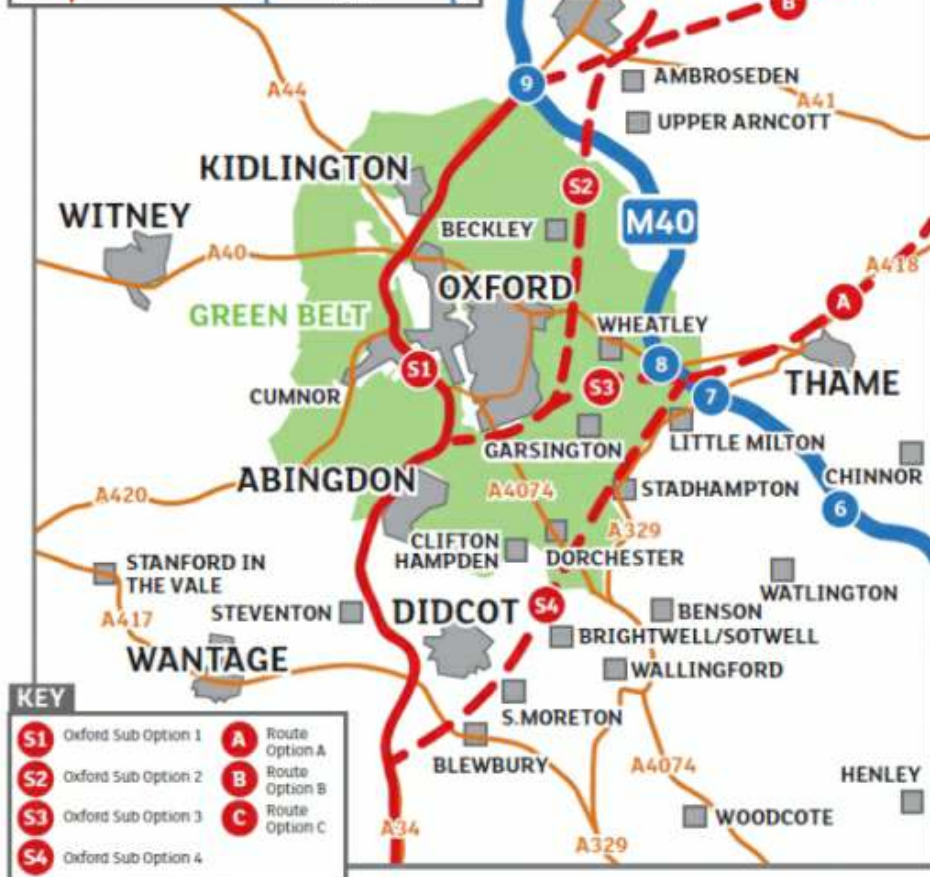 B
9
AMBROSEDEN
A44
A41
UPPER ARNCOTT
KIDLINGTON
S2
WITNEY
M40
BECKLEY
A40
A418
OXFORD
A
GREEN BELT
WHEATLEY
8
S1
S3
7
THAME
CUMNOR
GARSINGTON
LITTLE MILTON
ABINGDON
CHINNOR
A420
A4074
STADHAMPTON
6
A329
CLIFTON
HAMPDEN
DORCHESTER
STANFORD IN
THE VALE
WATLINGTON
A417
STEVENTON
DIDCOT
S4
BENSON
BRIGHTWELL/SOTWELL
WANTAGE
WALLINGFORD
KEY
S.MORETON
S1 Oxford Sub Option 1
A Route
Option A
S2 Oxford Sub Option 2
B Route
Option B
S3 Oxford Sub Option 3
C Route
Option C
S4 Oxford Sub Option 4
BLEWBURY
A4074
HENLEY
WOODCOTE
A34
A329